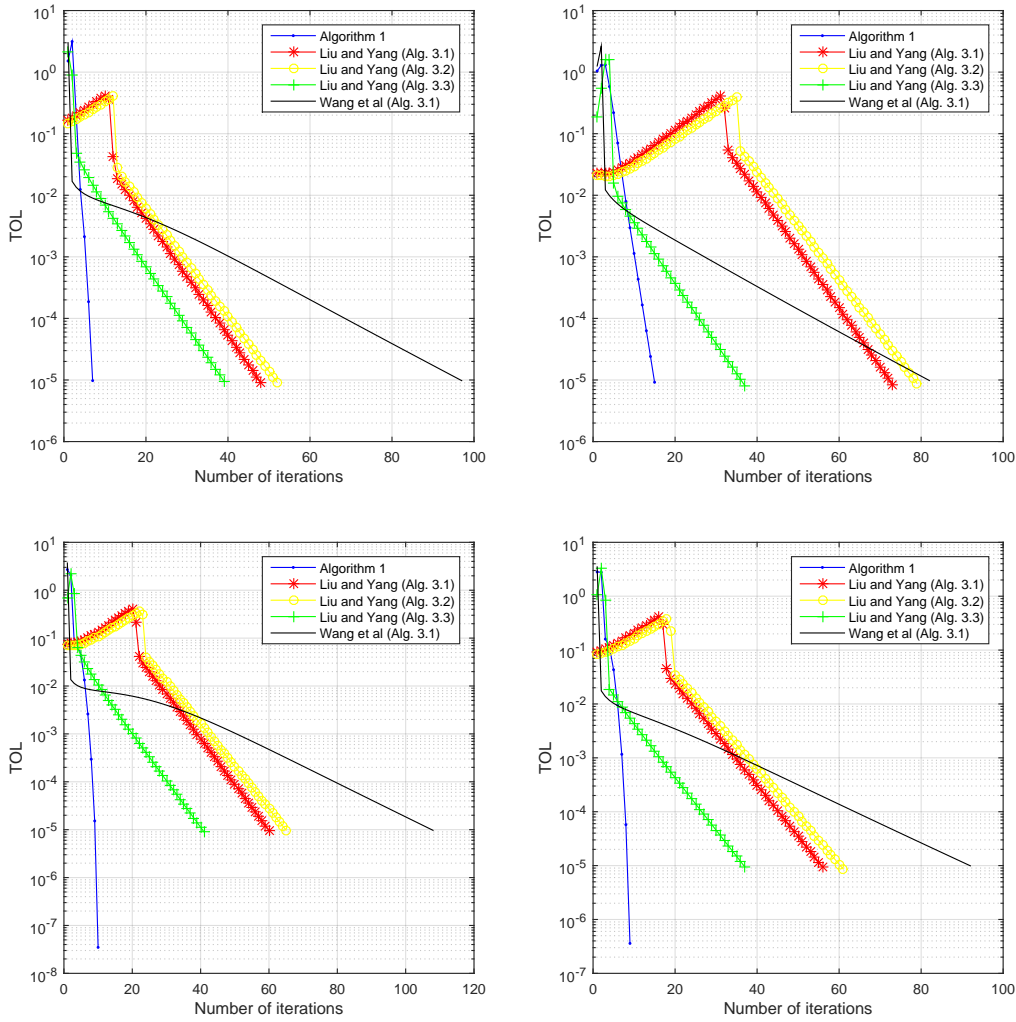 10^1
10^0
10^-1
10^-2
10^-3
10^-4
10^-5
10^-6
TOL
0
20
40
60
80
100
Number of iterations
Algorithm 1
Liu and Yang (Alg. 3.1)
Liu and Yang (Alg. 3.2)
Liu and Yang (Alg. 3.3)
Wang et al (Alg. 3.1)
10^1
10^0
10^-1
10^-2
10^-3
10^-4
10^-5
10^-6
TOL
0
20
40
60
80
100
Number of iterations
Algorithm 1
Liu and Yang (Alg. 3.1)
Liu and Yang (Alg. 3.2)
Liu and Yang (Alg. 3.3)
Wang et al (Alg. 3.1)
10^1
10^0
10^-1
10^-2
10^-3
10^-4
10^-5
10^-6
10^-7
10^-8
TOL
0
20
40
60
80
100
120
Number of iterations
Algorithm 1
Liu and Yang (Alg. 3.1)
Liu and Yang (Alg. 3.2)
Liu and Yang (Alg. 3.3)
Wang et al (Alg. 3.1)
10^1
10^0
10^-1
10^-2
10^-3
10^-4
10^-5
10^-6
10^-7
TOL
0
20
40
60
80
100
Number of iterations
Algorithm 1
Liu and Yang (Alg. 3.1)
Liu and Yang (Alg. 3.2)
Liu and Yang (Alg. 3.3)
Wang et al (Alg. 3.1)